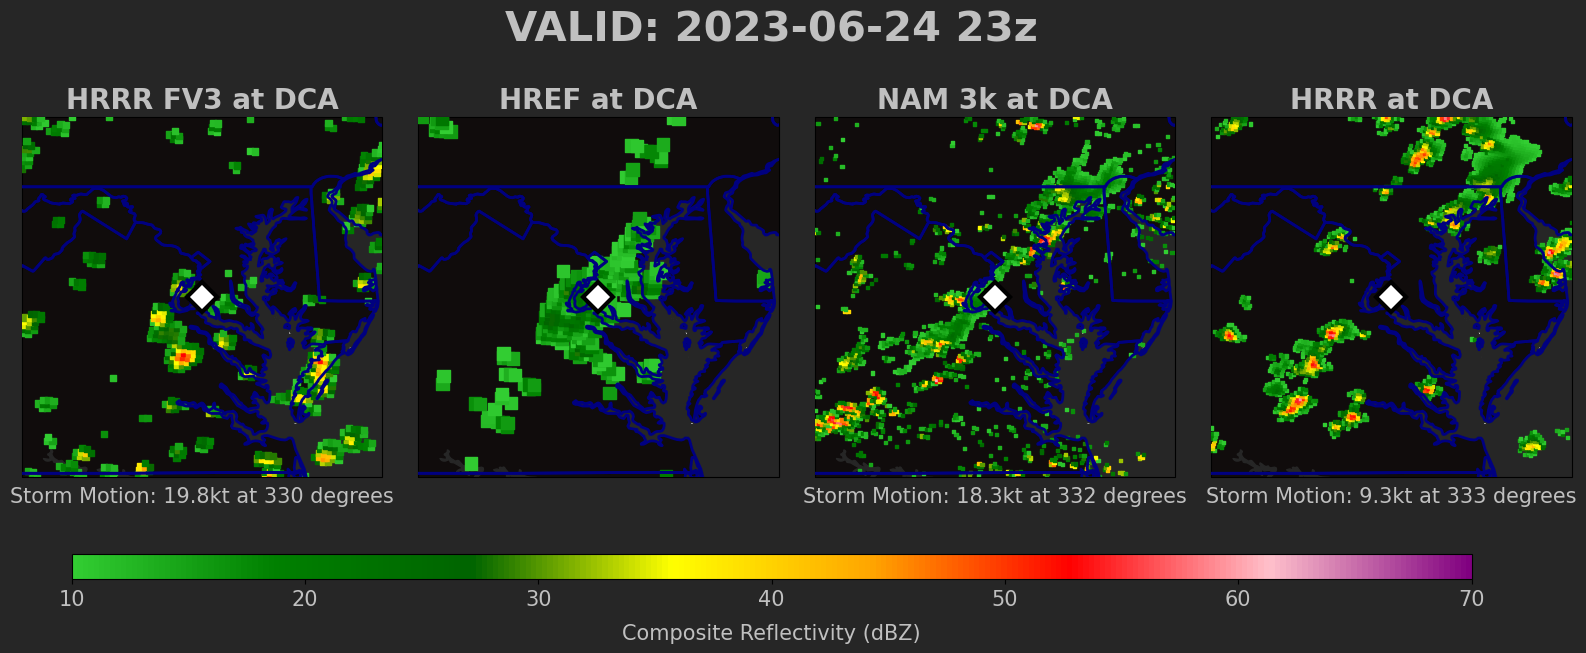 VALID: 2023-06-24 23z
HRRR FV3 at DCA
HREF at DCA
NAM 3k at DCA
HRRR at DCA
Storm Motion: 19.8kt at 330 degrees
Storm Motion: 18.3kt at 332 degrees
Storm Motion: 9.3kt at 333 degrees
10 20 30 40 50 60 70
Composite Reflectivity (dBZ)